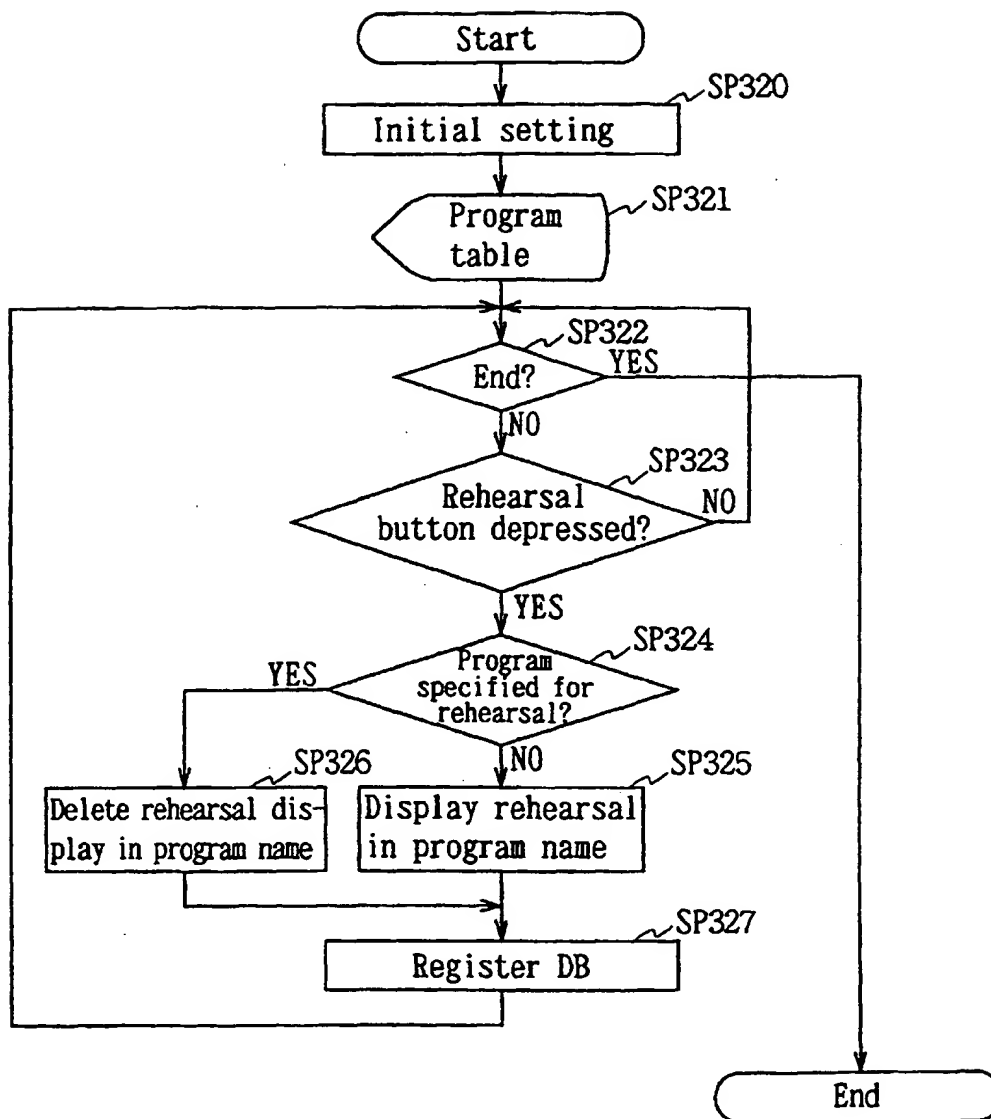 Start
SP320
Initial setting
SP321
Program
table
SP322
End?
YES
NO
SP323
Rehearsal
button depressed?
NO
YES
SP324
Program
specified for
rehearsal?
YES
NO
SP326
Delete rehearsal dis-
play in program name
SP325
Display rehearsal
in program name
SP327
Register DB
End